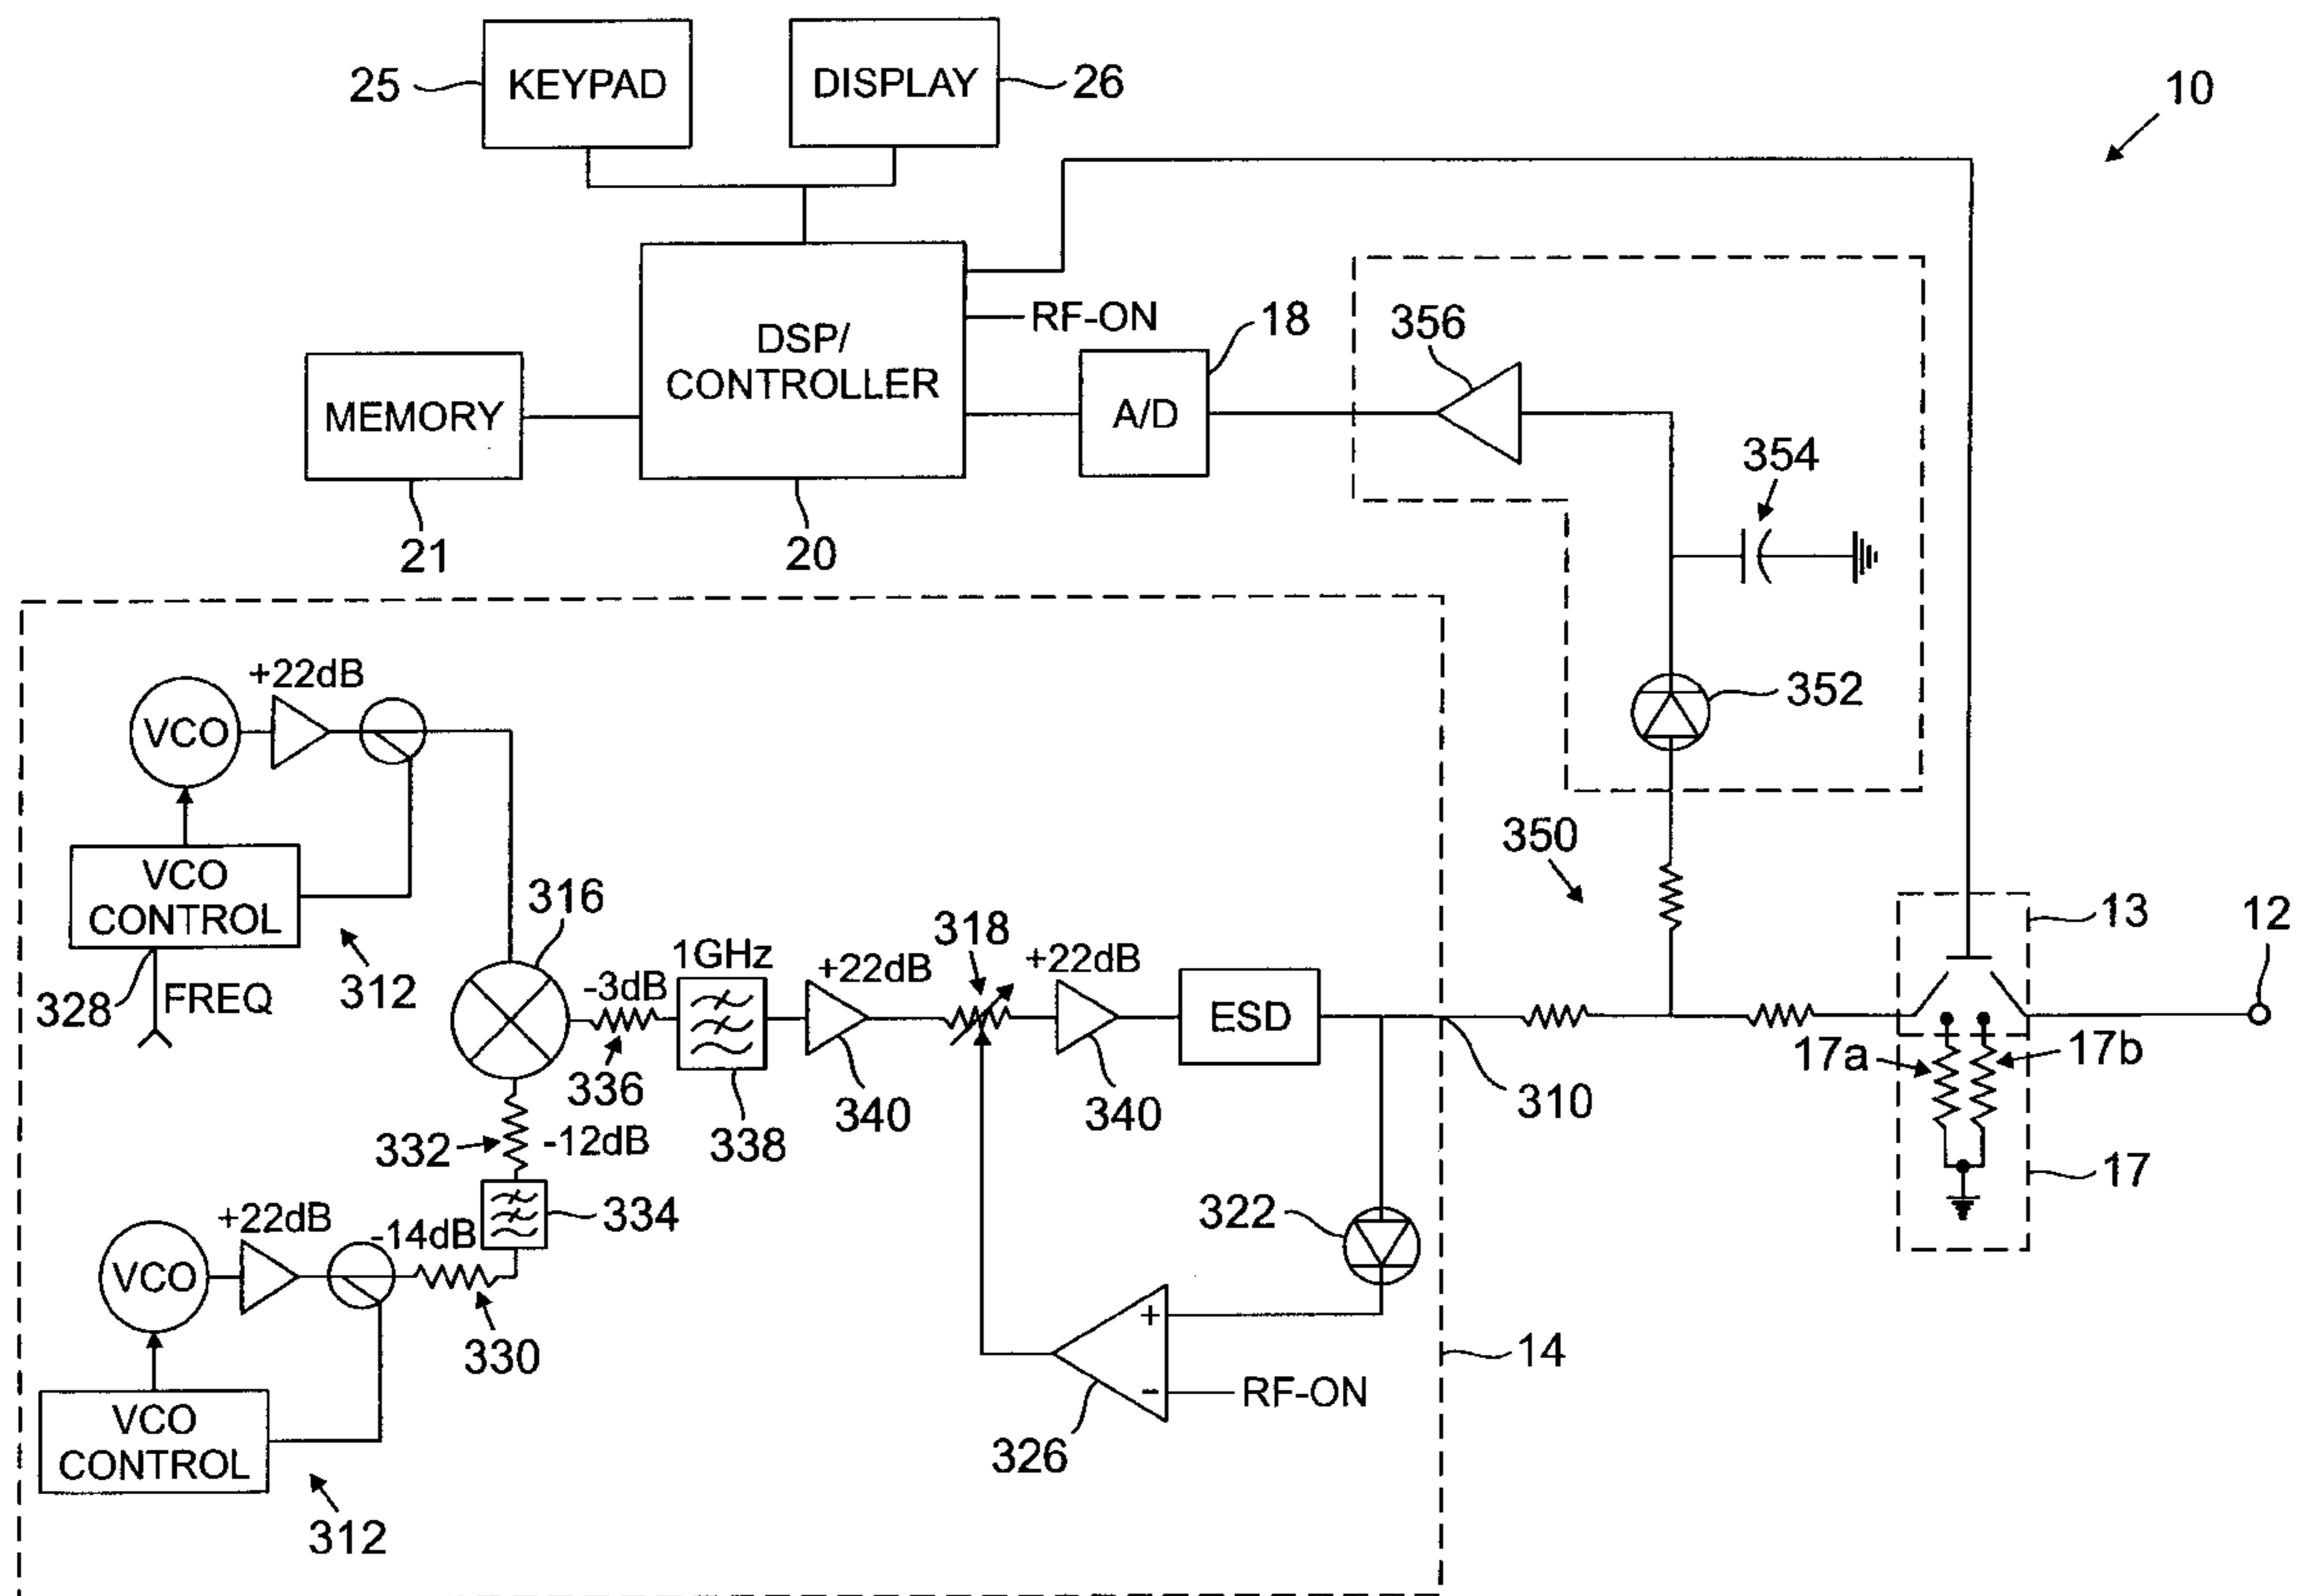 KEYPAD
25
DISPLAY
26
10
DSP/
CONTROLLER
RF-ON
18
356
MEMORY
A/D
354
21
20
+22dB
VCO
352
VCO
CONTROL
350
316
318
13
12
328
FREQ
312
-3dB
1GHz
+22dB
+22dB
ESD
17a
17b
336
338
340
340
310
332
-12dB
17
334
322
+22dB
-14dB
VCO
330
+
-
RF-ON
14
326
VCO
CONTROL
312